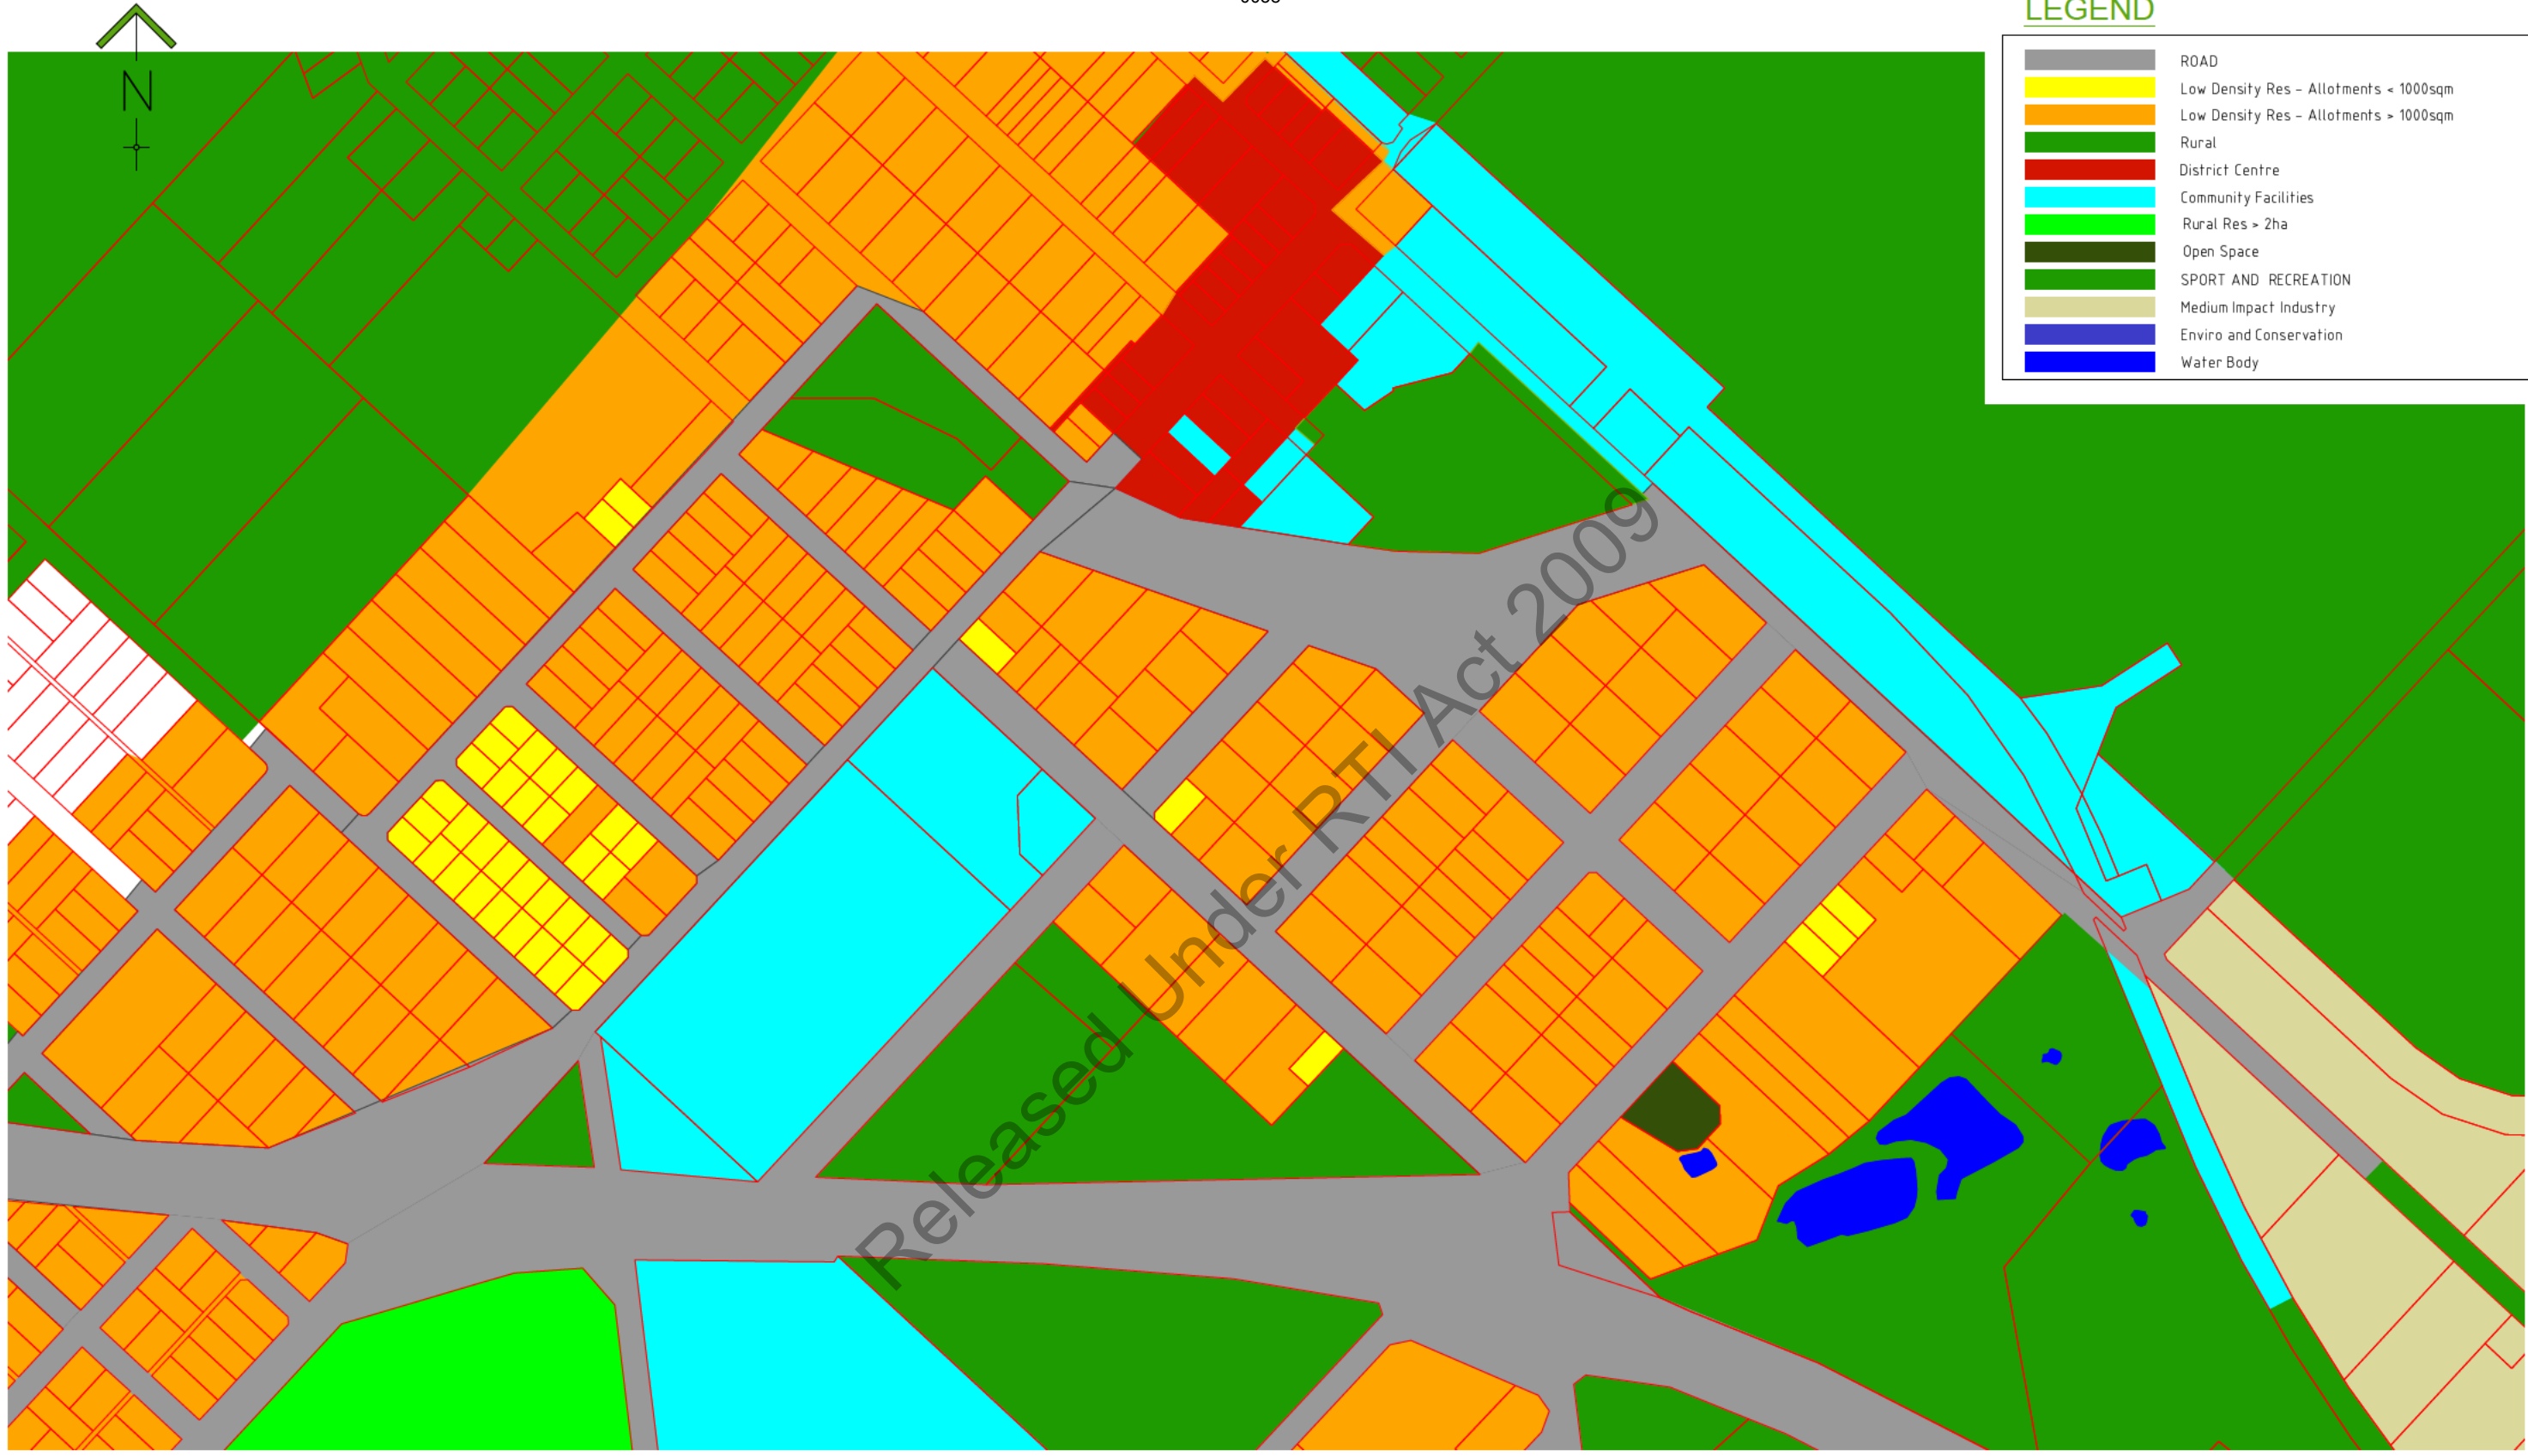 LEGEND
N
ROAD
Low Density Res - Allotments < 1000sqm
Low Density Res - Allotments > 1000sqm
Rural
District Centre
Community Facilities
Rural Res > 2ha
Open Space
SPORT AND RECREATION
Medium Impact Industry
Enviro and Conservation
Water Body
Released Under RTI Act 2009